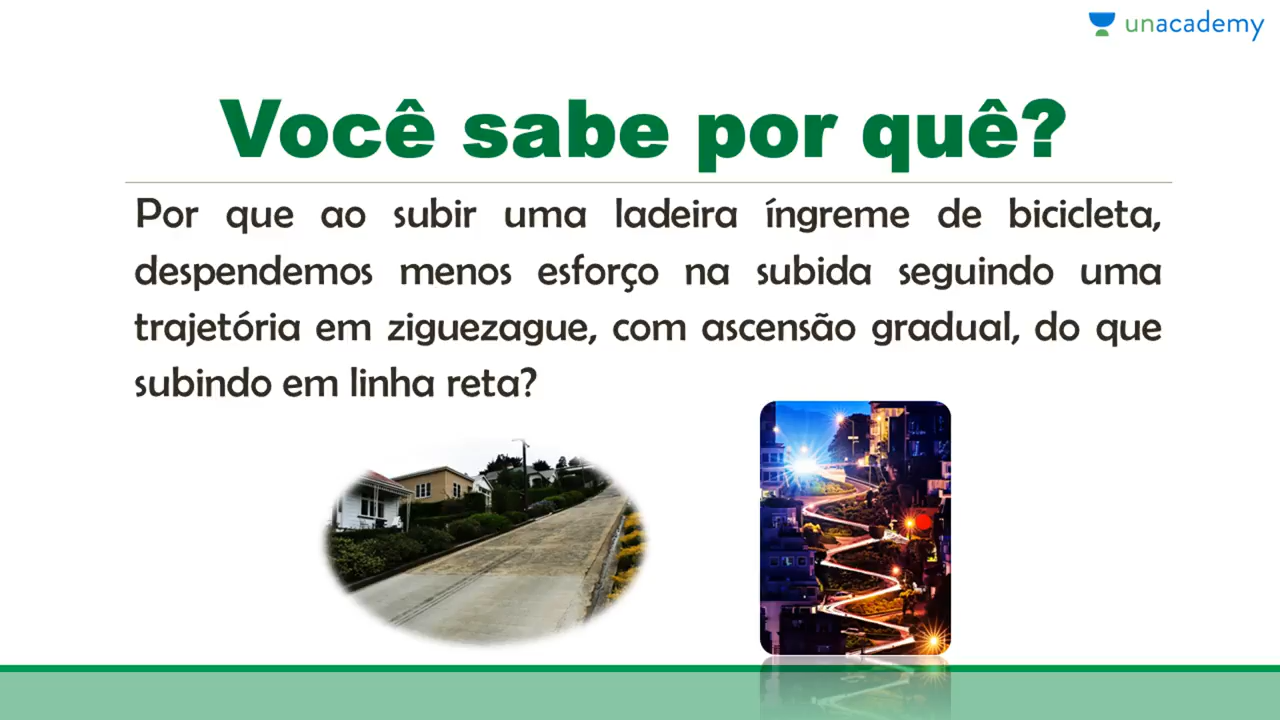 unacademy
Você sabe por quê?
Por que ao subir uma ladeira íngreme de bicicleta,
despendemos menos esforço na subida seguindo uma
trajetória em ziguezague, com ascensão gradual, do que
subindo em linha reta?